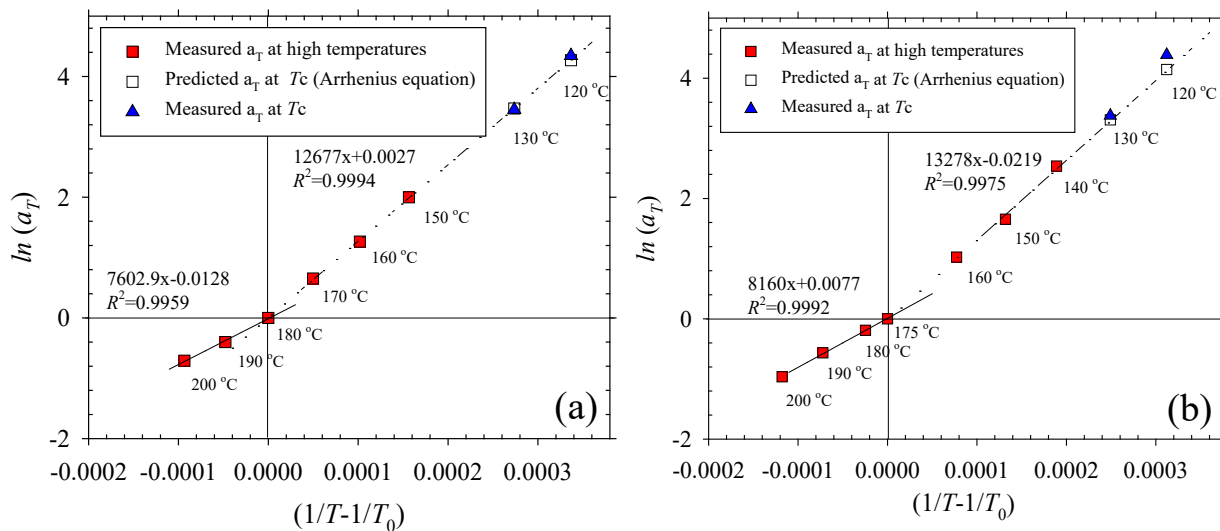 Measured aT at high temperatures
Predicted aT at Tc (Arrhenius equation)
Measured aT at Tc
4
2
0
-2
ln (aT)
120 °C
130 °C
12677x+0.0027
R²=0.9994
150 °C
160 °C
170 °C
7602.9x-0.0128
R²=0.9959
180 °C
190 °C
200 °C
(a)
-0.0002 -0.0001 0.0000 0.0001 0.0002 0.0003
(1/T-1/T0)
Measured aT at high temperatures
Predicted aT at Tc (Arrhenius equation)
Measured aT at Tc
4
2
0
-2
ln (aT)
120 °C
130 °C
13278x-0.0219
R²=0.9975
140 °C
150 °C
160 °C
8160x+0.0077
R²=0.9992
175 °C
180 °C
190 °C
200 °C
(b)
-0.0002 -0.0001 0.0000 0.0001 0.0002 0.0003
(1/T-1/T0)